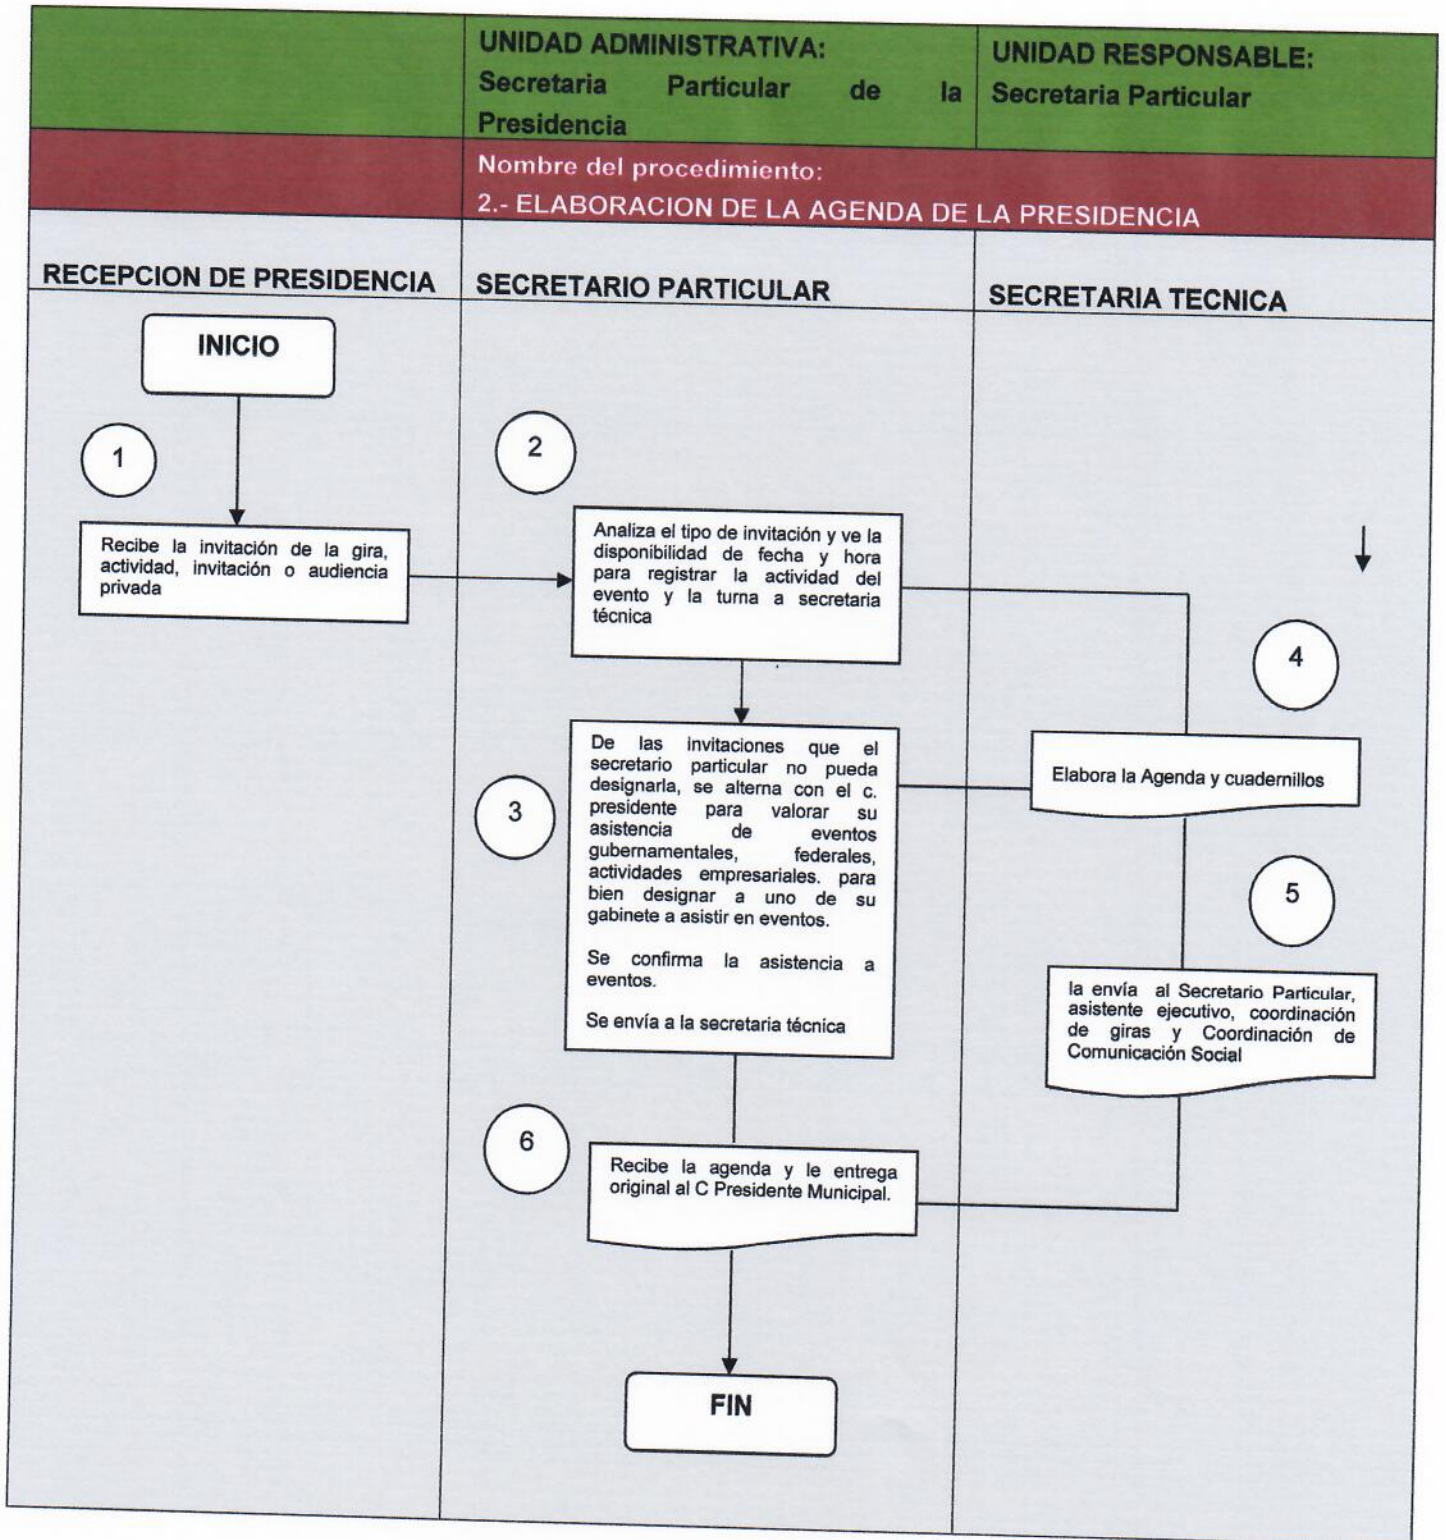 UNIDAD ADMINISTRATIVA:
Secretaria Particular de la
Presidencia
UNIDAD RESPONSABLE:
Secretaria Particular
Nombre del procedimiento:
2.- ELABORACION DE LA AGENDA DE LA PRESIDENCIA
RECEPCION DE PRESIDENCIA
SECRETARIO PARTICULAR
SECRETARIA TECNICA
INICIO
1
Recibe la invitación de la gira,
actividad, invitación o audiencia
privada
2
Analiza el tipo de invitación y ve la
disponibilidad de fecha y hora
para registrar la actividad del
evento y la turna a secretaria
técnica
3
De las invitaciones que el
secretario particular no pueda
designarla, se alterna con el c.
presidente para valorar su
asistencia de eventos
gubernamentales, federales,
actividades empresariales. para
bien designar a uno de su
gabinete a asistir en eventos.
Se confirma la asistencia a
eventos.
Se envía a la secretaria técnica
4
Elabora la Agenda y cuadernillos
5
la envía al Secretario Particular,
asistente ejecutivo, coordinación
de giras y Coordinación de
Comunicación Social
6
Recibe la agenda y le entrega
original al C Presidente Municipal.
FIN